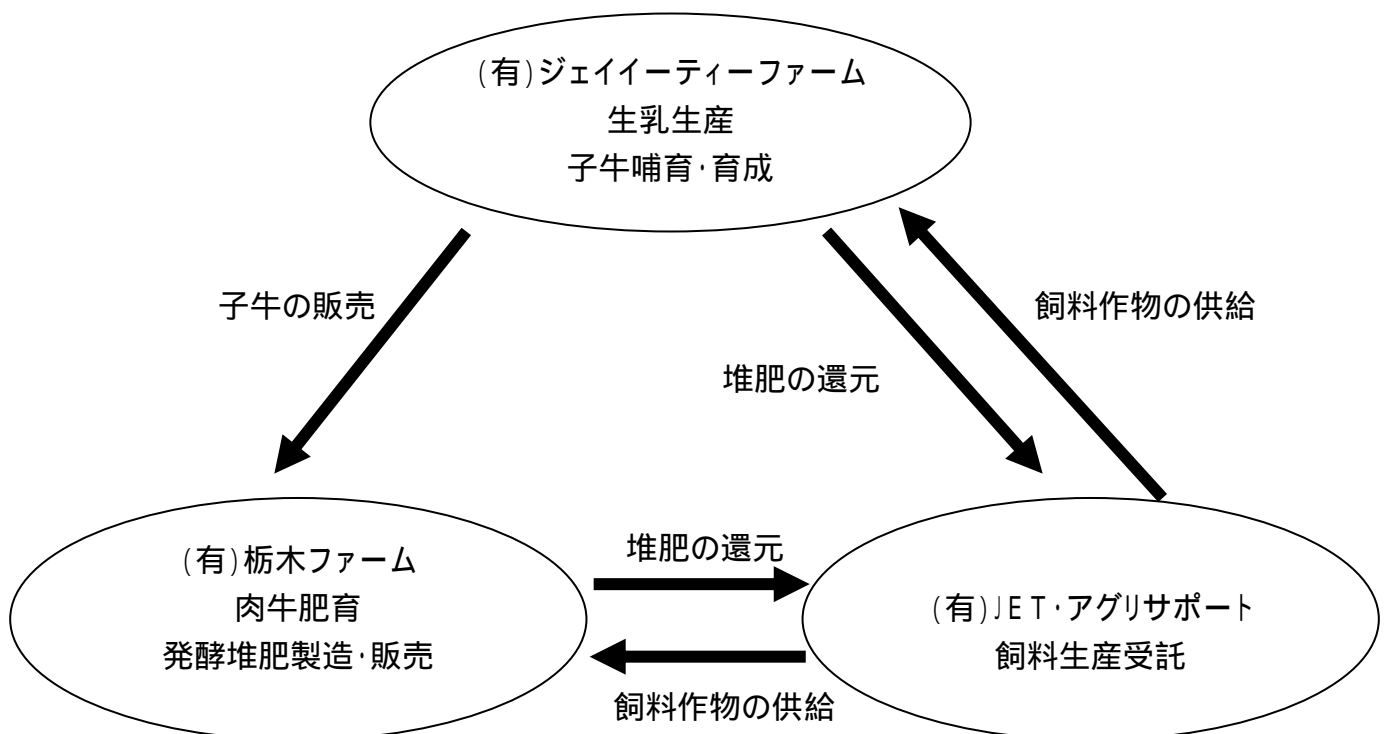 (有)ジェイイーティーファーム
生乳生産
子牛哺育・育成
子牛の販売
飼料作物の供給
堆肥の還元
(有)栃木ファーム
肉牛肥育
発酵堆肥製造・販売
堆肥の還元
飼料作物の供給
(有)JET・アグリサポート
飼料生産受託